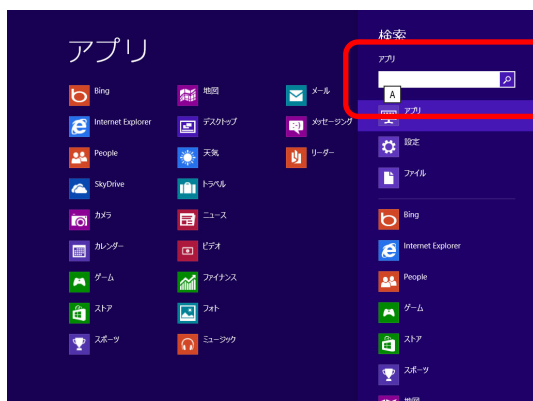 アプリ
Bing
Internet Explorer
People
SkyDrive
カメラ
カレンダー
ゲーム
ストア
スポーツ
地図
デスクトップ
天気
トラベル
ニュース
ビデオ
ファイナンス
フォト
ミュージック
メール
メッセージング
リーダー
検索
アプリ
A
アプリ
設定
ファイル
Bing
Internet Explorer
People
ゲーム
ストア
スポーツ
地図